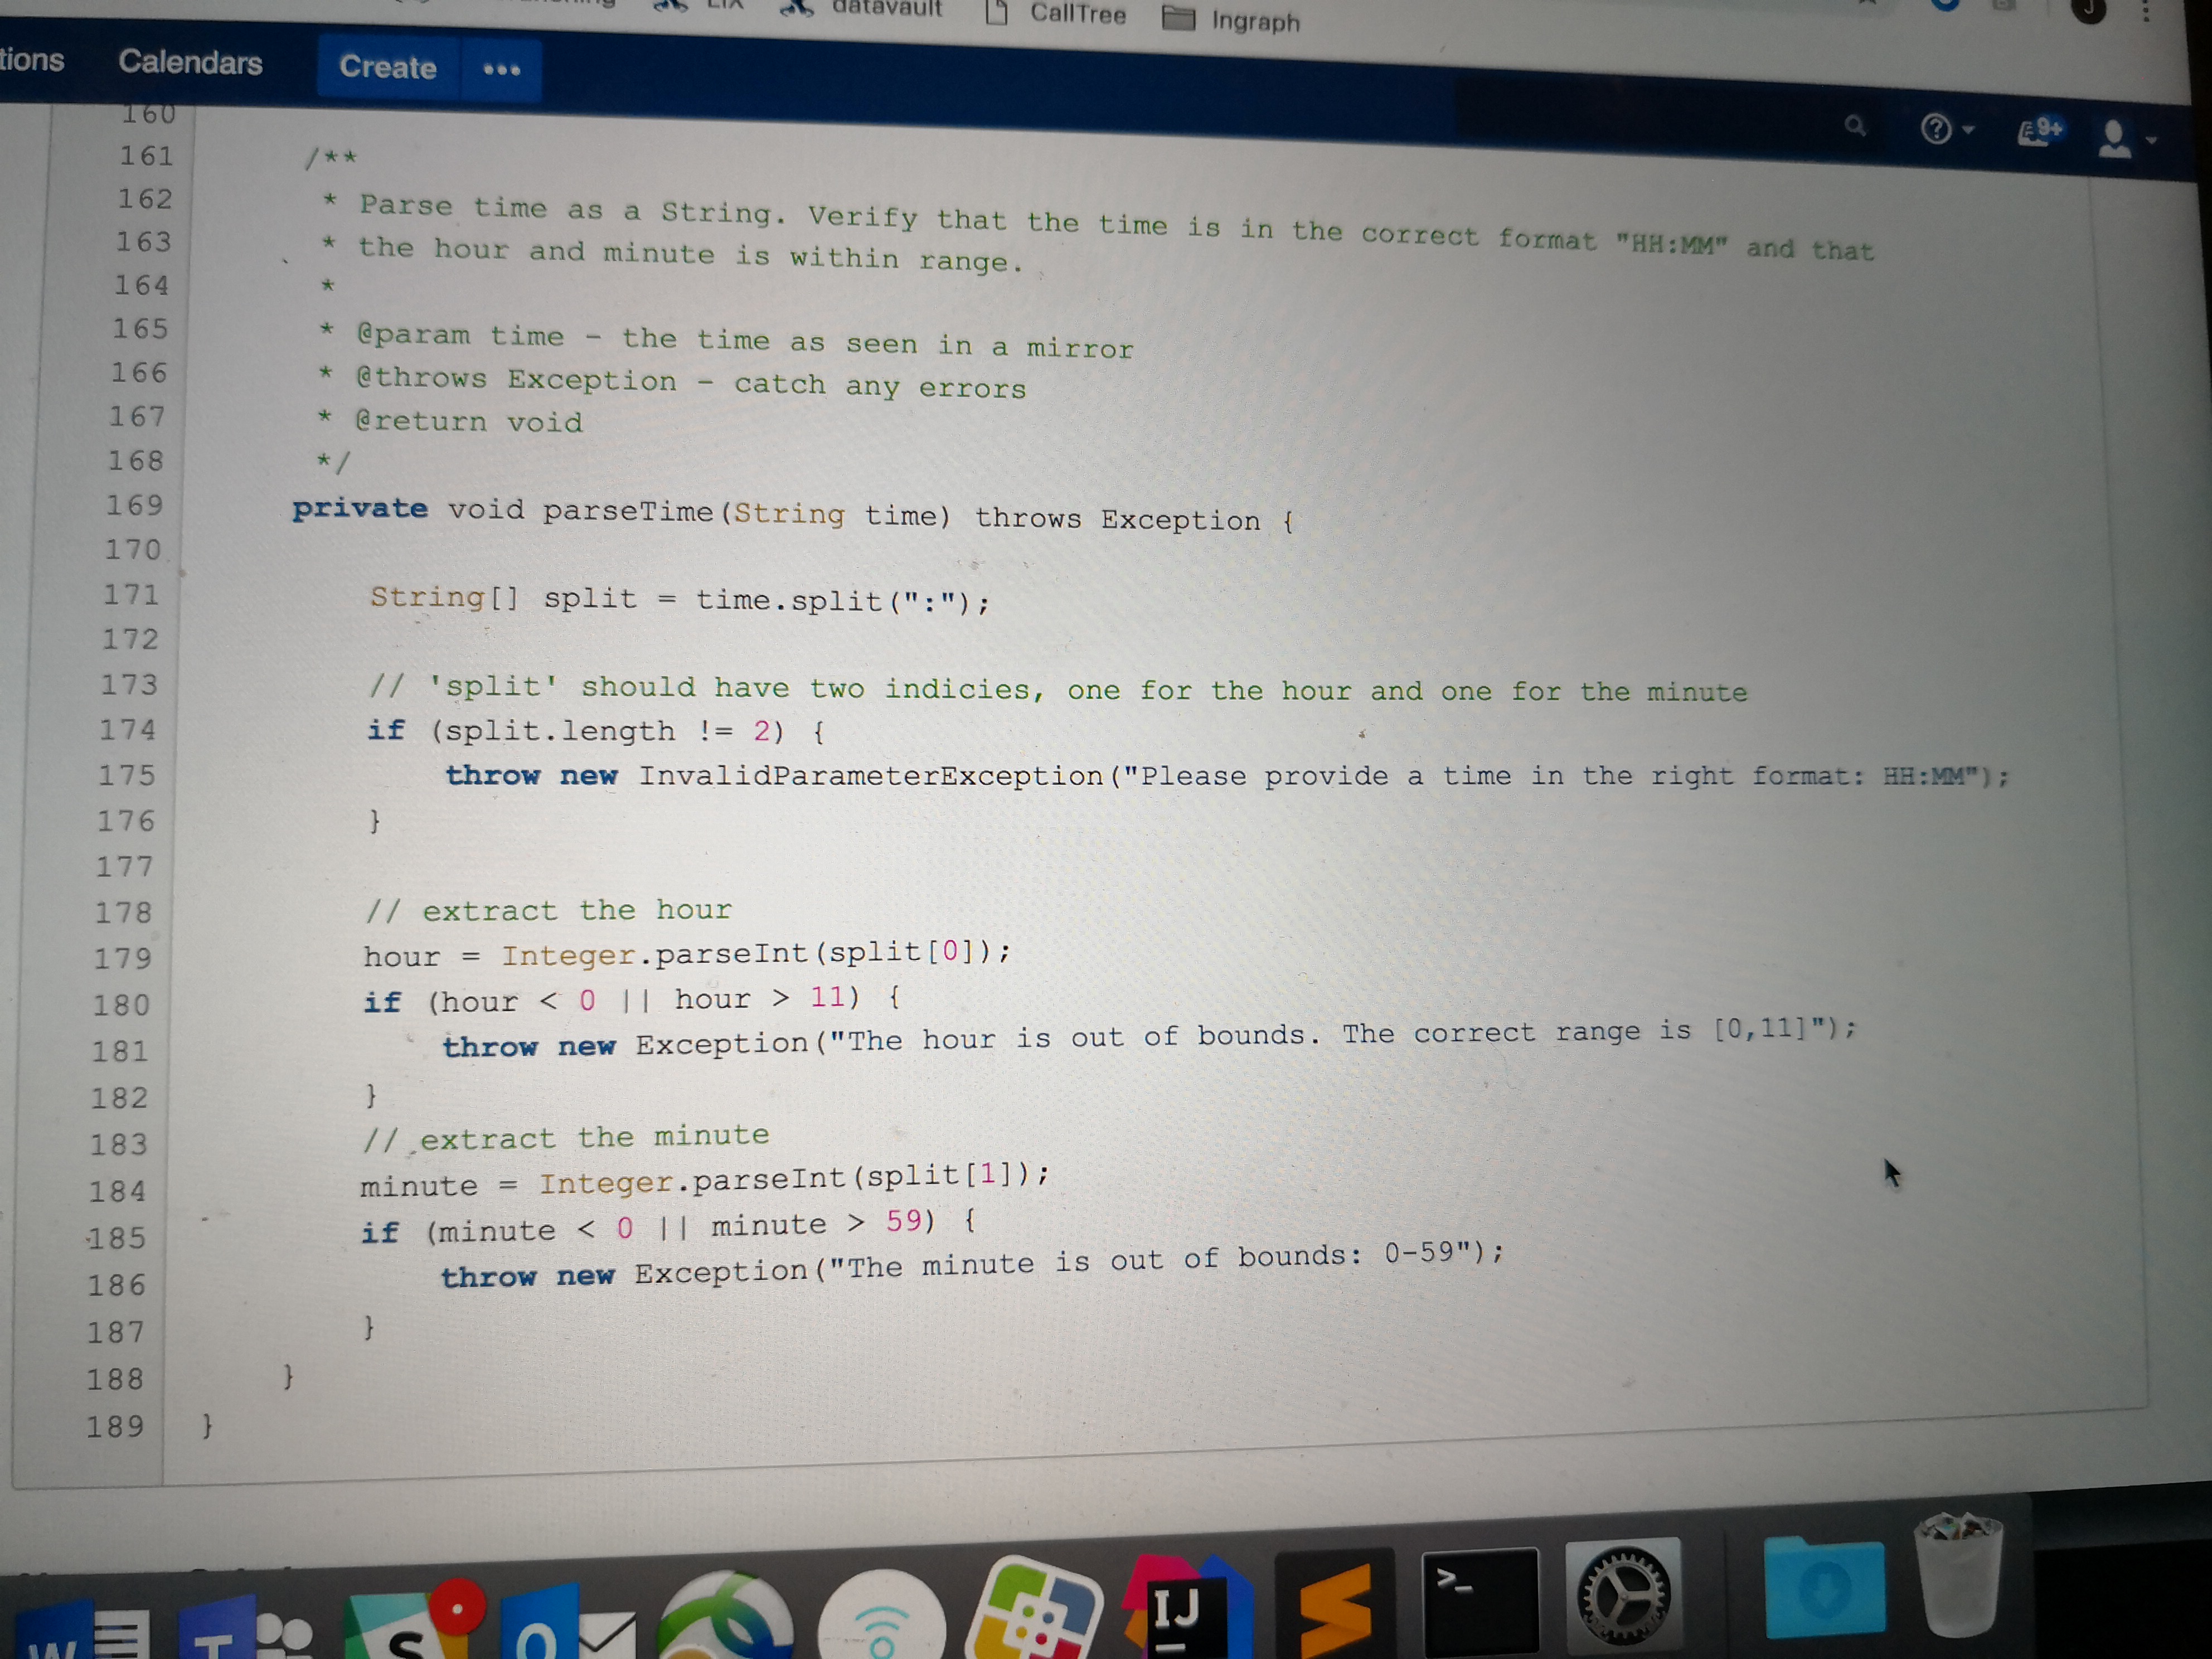 datavault CallTree Ingraph
tions Calendars Create •••
9+
160
161 /**
162 * Parse time as a String. Verify that the time is in the correct format "HH:MM" and that
163 * the hour and minute is within range.
164 *
165 * @param time - the time as seen in a mirror
166 * @throws Exception - catch any errors
167 * @return void
168 */
169 private void parseTime(String time) throws Exception {
170
171 String[] split = time.split(":");
172
173 // 'split' should have two indicies, one for the hour and one for the minute
174 if (split.length != 2) {
175 throw new InvalidParameterException("Please provide a time in the right format: HH:MM");
176 }
177
178 // extract the hour
179 hour = Integer.parseInt(split[0]);
180 if (hour < 0 || hour > 11) {
181 throw new Exception("The hour is out of bounds. The correct range is [0,11]");
182 }
183 // extract the minute
184 minute = Integer.parseInt(split[1]);
185 if (minute < 0 || minute > 59) {
186 throw new Exception("The minute is out of bounds: 0-59");
187 }
188 }
189 }
W T S O IJ >_